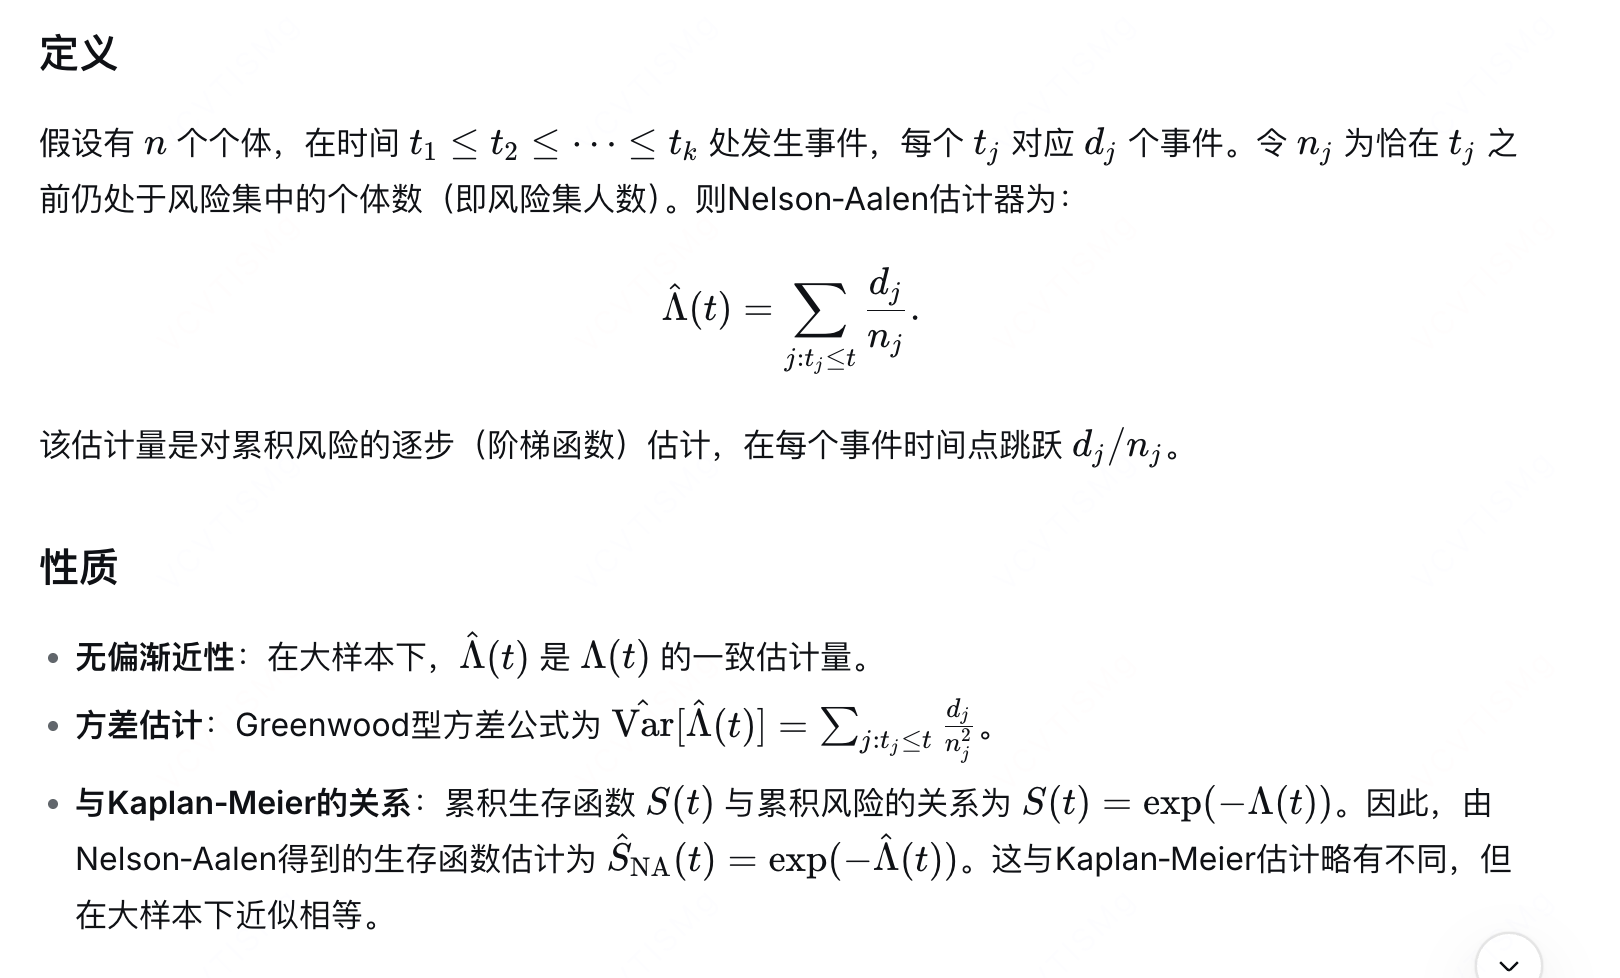 定义
假设有 n 个个体，在时间 t₁ ≤ t₂ ≤ ⋯ ≤ tₖ 处发生事件，每个 tⱼ 对应 dⱼ 个事件。令 nⱼ 为恰在 tⱼ 之
前仍处于风险集中的个体数（即风险集人数）。则Nelson-Aalen估计器为：
Λ̂(t) = ∑_{j:tⱼ≤t} dⱼ/nⱼ.
该估计量是对累积风险的逐步（阶梯函数）估计，在每个事件时间点跳跃 dⱼ/nⱼ。
性质
• 无偏渐近性：在大样本下，Λ̂(t) 是 Λ(t) 的一致估计量。
• 方差估计：Greenwood型方差公式为 Var̂[Λ̂(t)] = ∑_{j:tⱼ≤t} dⱼ/nⱼ²。
• 与Kaplan-Meier的关系：累积生存函数 S(t) 与累积风险的关系为 S(t) = exp(−Λ(t))。因此，由
Nelson-Aalen得到的生存函数估计为 Ŝ_NA(t) = exp(−Λ̂(t))。这与Kaplan-Meier估计略有不同，但
在大样本下近似相等。